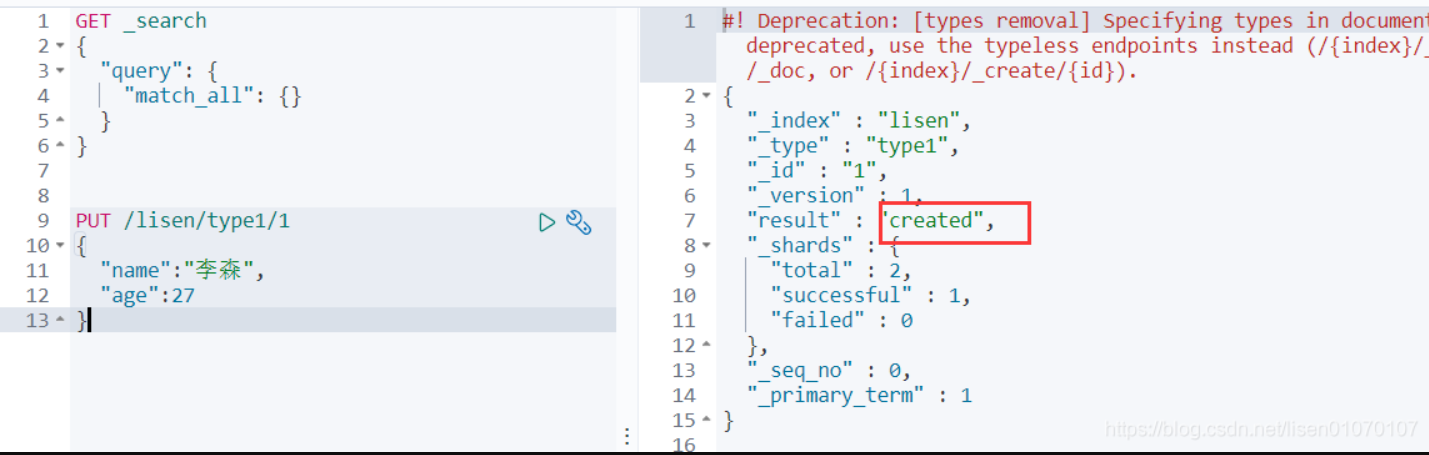 1 GET _search
2 {
3 "query": {
4 "match_all": {}
5 }
6 }
7
8
9 PUT /lisen/type1/1
10 {
11 "name":"李森",
12 "age":27
13 }
1 #! Deprecation: [types removal] Specifying types in document
deprecated, use the typeless endpoints instead (/{index}/_
/_doc, or /{index}/_create/{id}).
2 {
3 "_index" : "lisen",
4 "_type" : "type1",
5 "_id" : "1",
6 "_version" : 1,
7 "result" : "created",
8 "_shards" : {
9 "total" : 2,
10 "successful" : 1,
11 "failed" : 0
12 },
13 "_seq_no" : 0,
14 "_primary_term" : 1
15 }
16
https://blog.csdn.net/lisen01070107